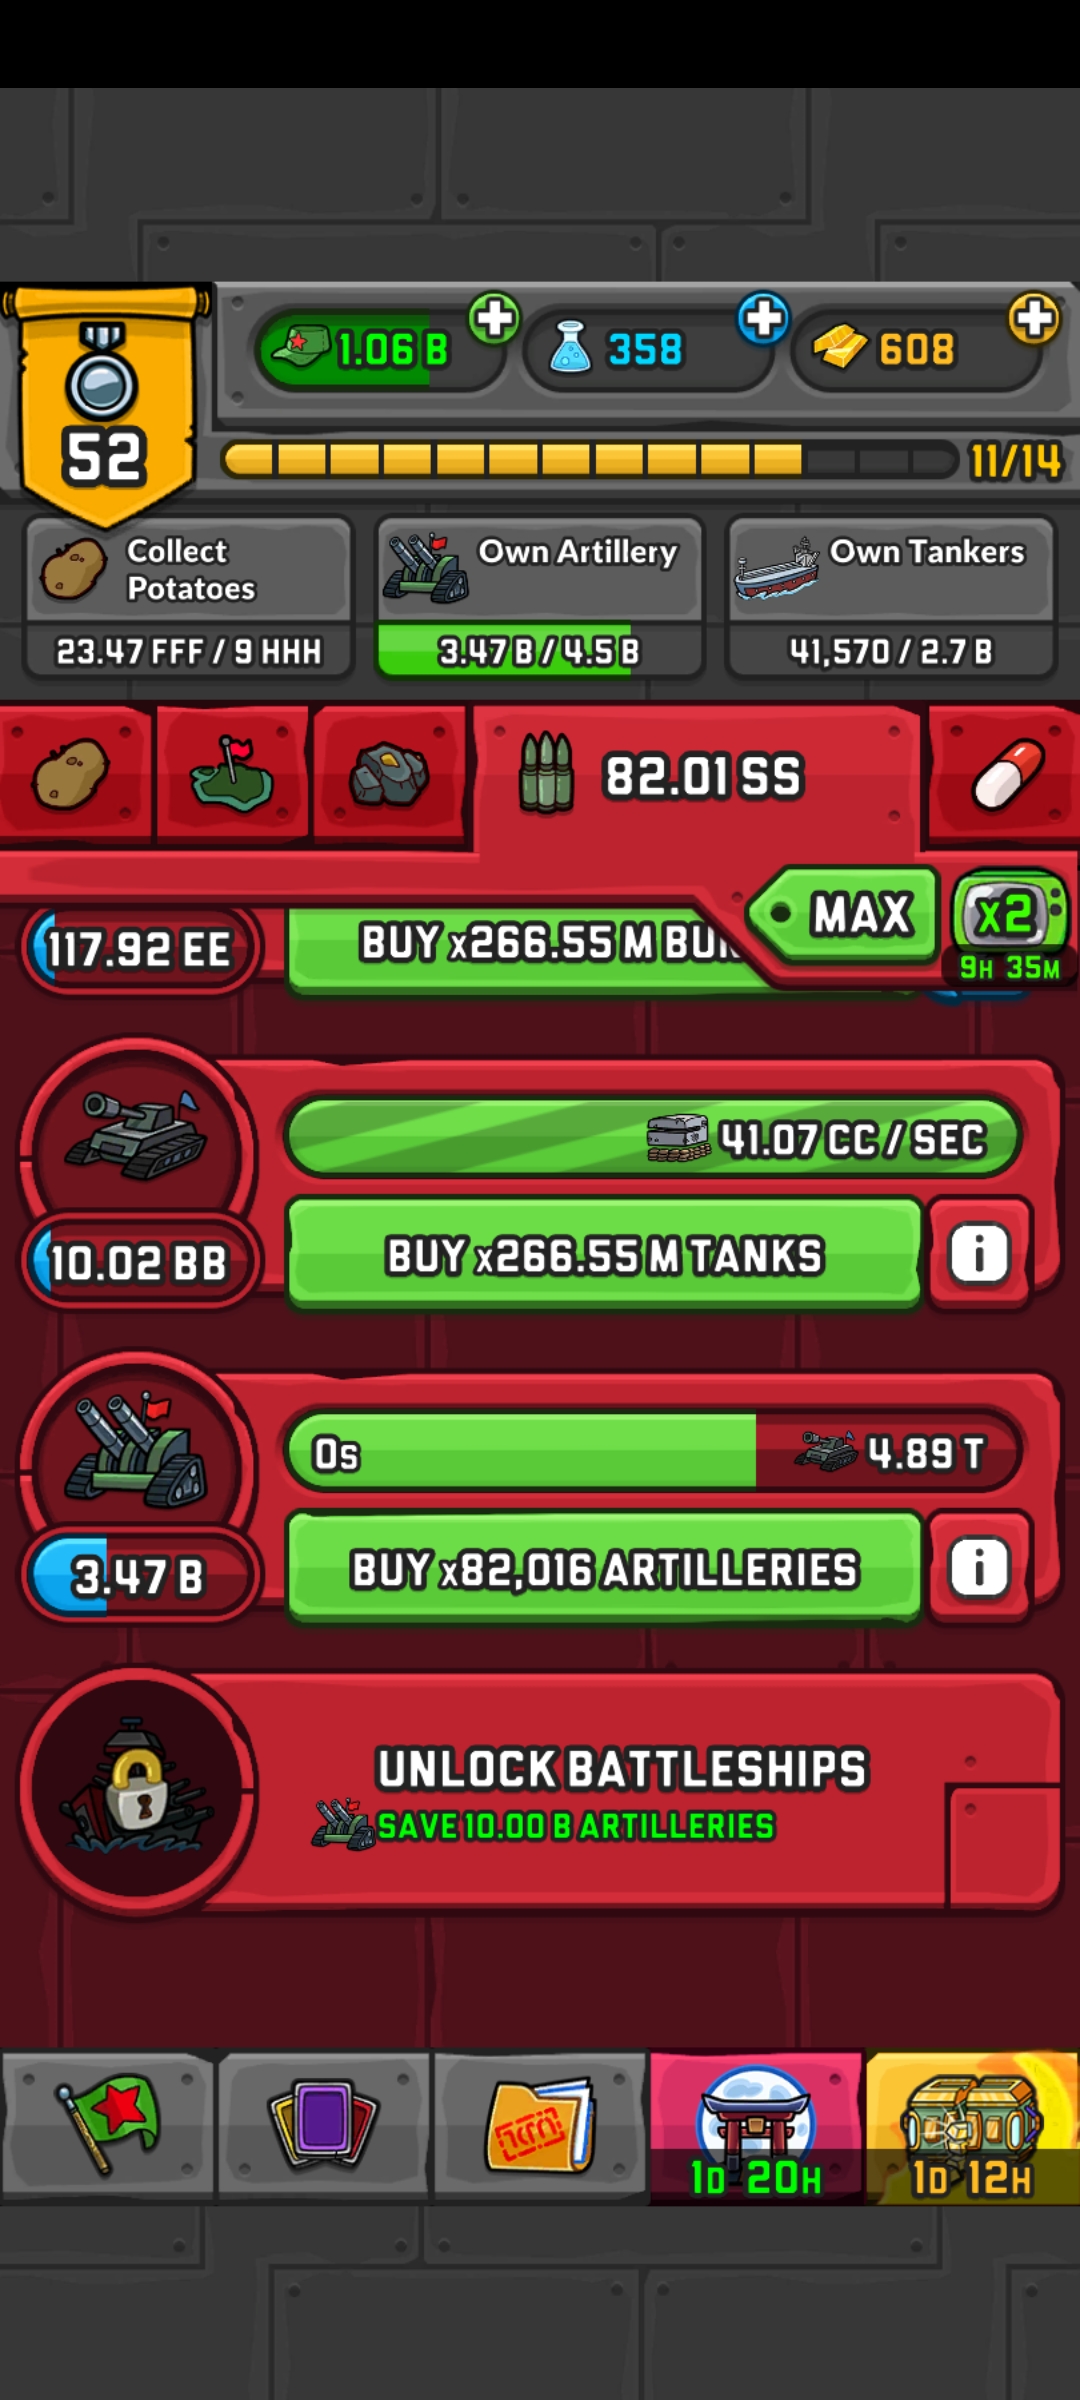 1.06 B
358
608
52
11/14
Collect
Potatoes
23.47 FFF / 9 HHH
Own Artillery
3.47 B / 4.5 B
Own Tankers
41,570 / 2.7 B
82.01 SS
MAX
x2
9H 35M
117.92 EE
BUY x266.55 M
41.07 CC / SEC
10.02 BB
BUY x266.55 M TANKS
i
0s
4.89 T
3.47 B
BUY x82,016 ARTILLERIES
i
UNLOCK BATTLESHIPS
SAVE 10.00 B ARTILLERIES
1D 20H
1D 12H